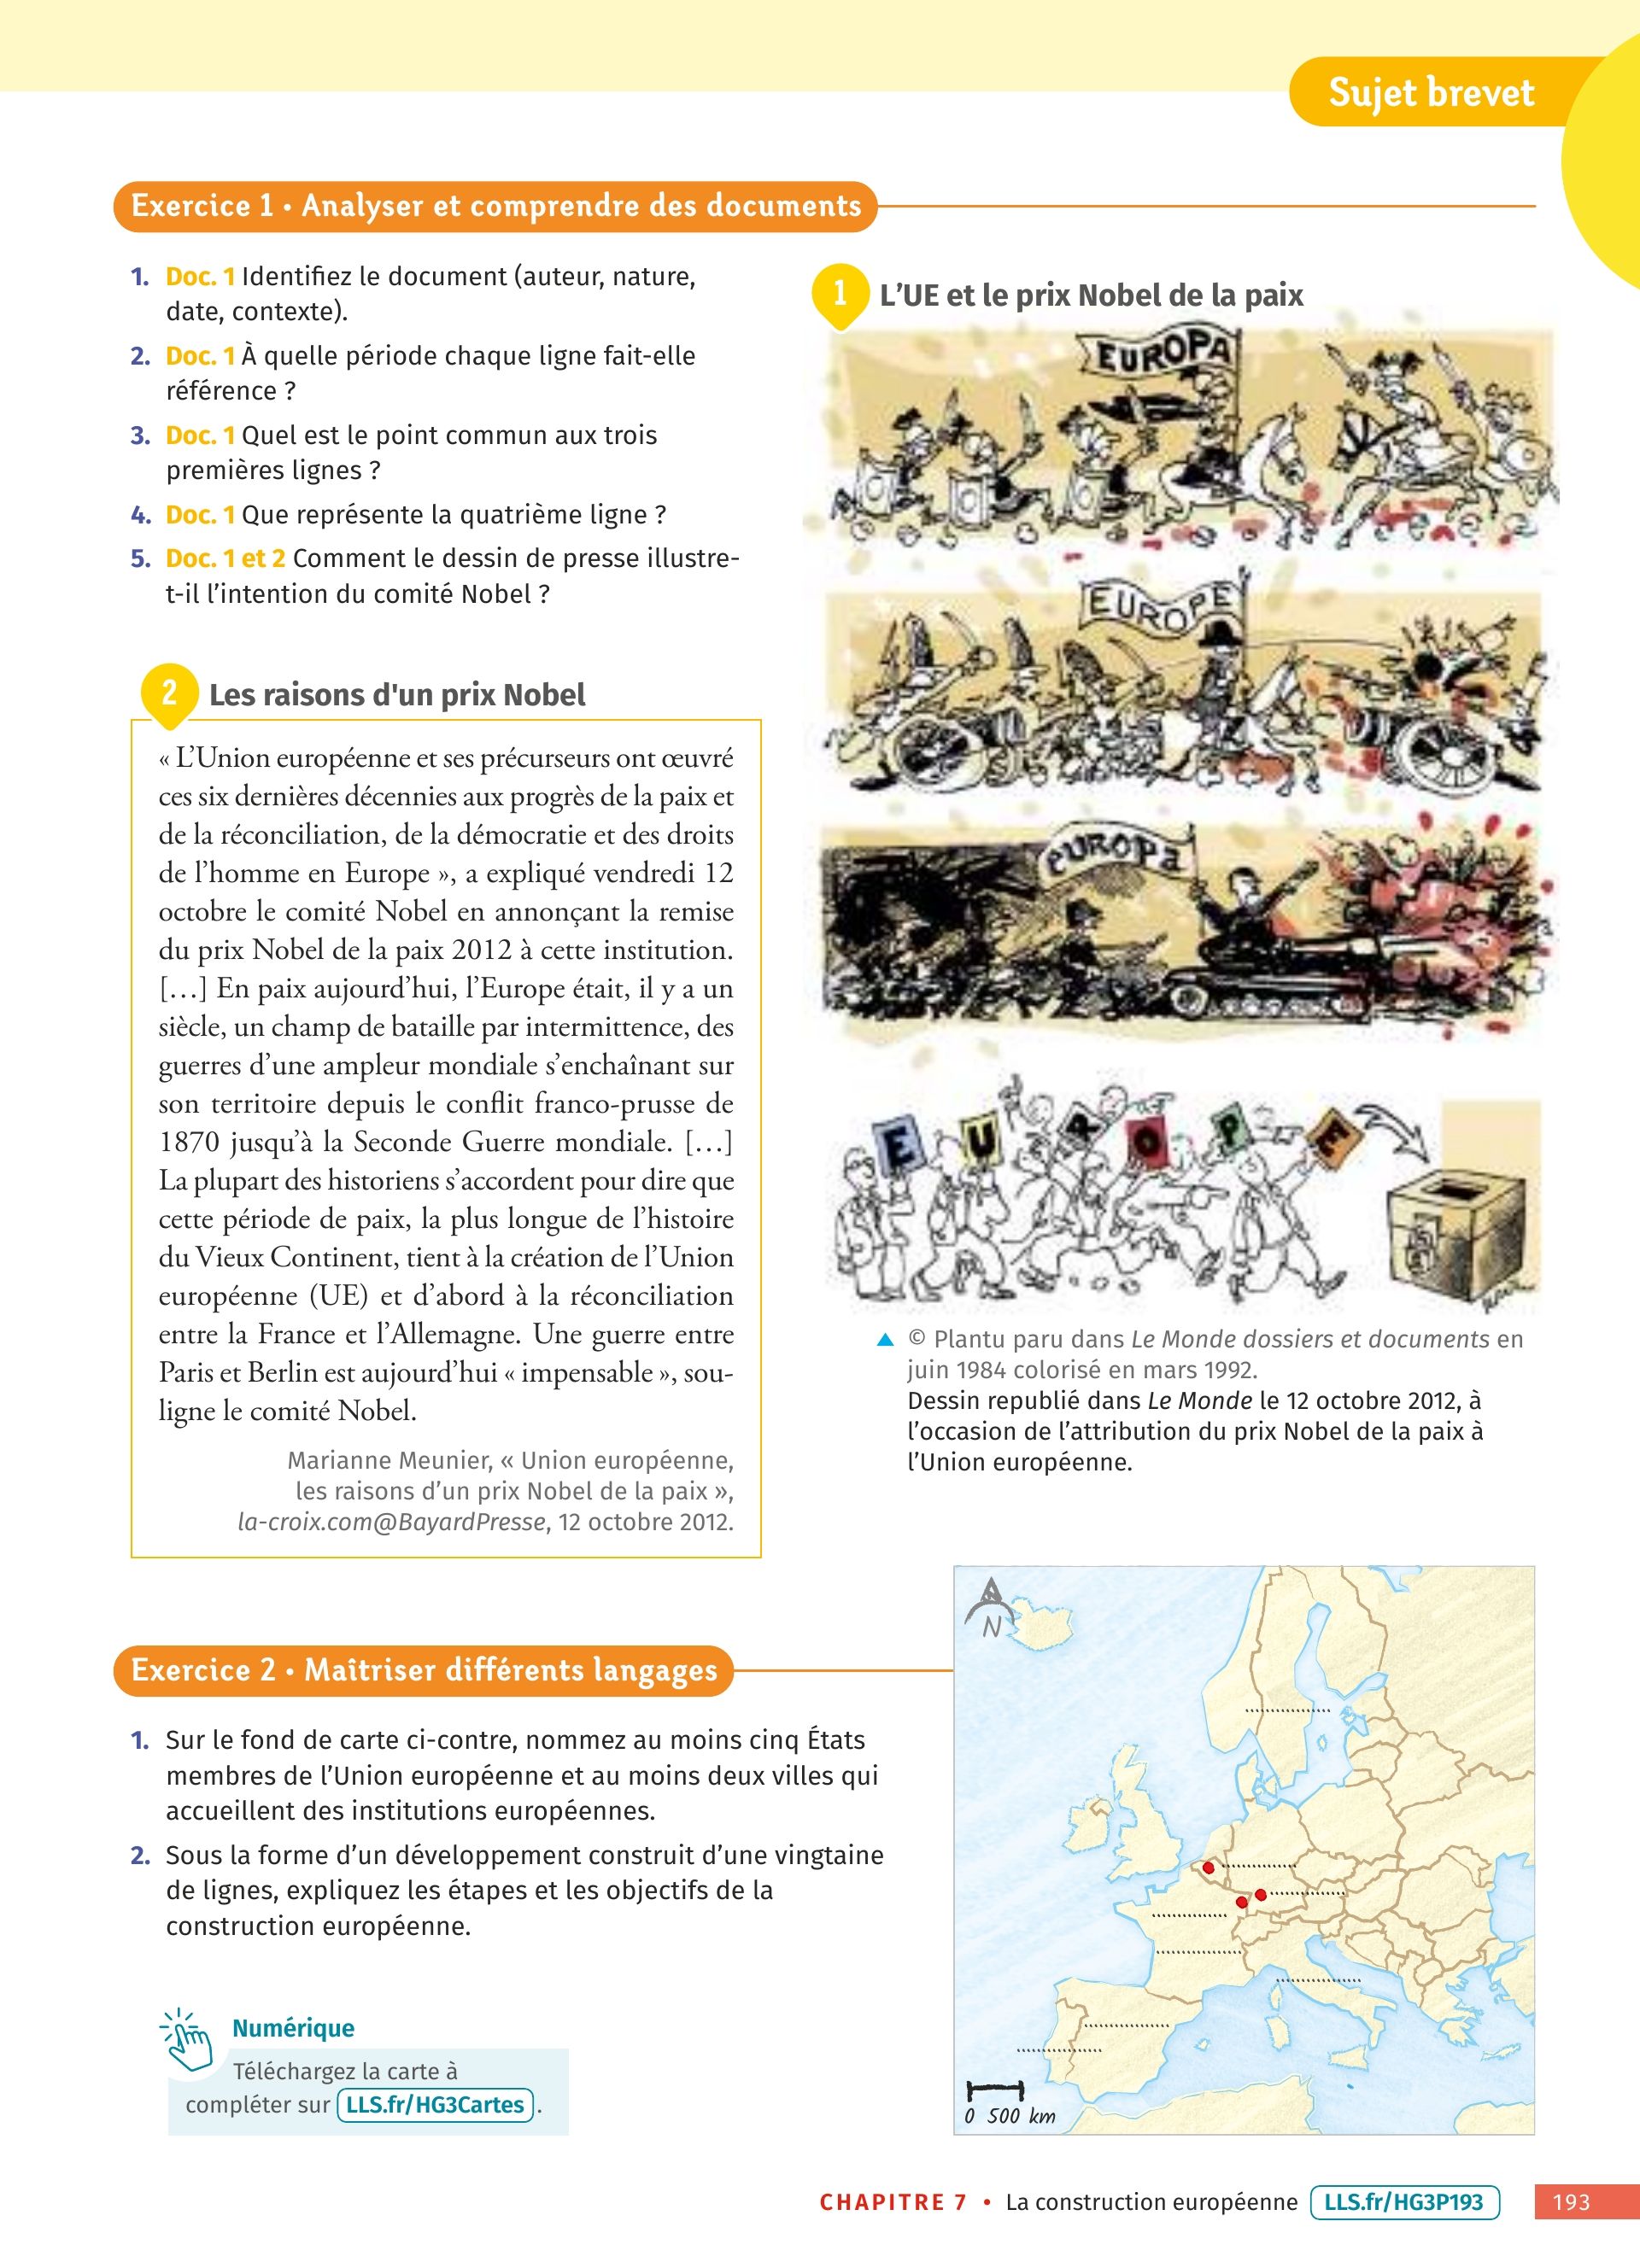 Sujet brevet
Exercice 1 • Analyser et comprendre des documents
1. Doc. 1 Identifiez le document (auteur, nature,
date, contexte).
2. Doc. 1 À quelle période chaque ligne fait-elle
référence ?
3. Doc. 1 Quel est le point commun aux trois
premières lignes ?
4. Doc. 1 Que représente la quatrième ligne ?
5. Doc. 1 et 2 Comment le dessin de presse illustre-
t-il l’intention du comité Nobel ?
2 Les raisons d'un prix Nobel
« L’Union européenne et ses précurseurs ont œuvré
ces six dernières décennies aux progrès de la paix et
de la réconciliation, de la démocratie et des droits
de l’homme en Europe », a expliqué vendredi 12
octobre le comité Nobel en annonçant la remise
du prix Nobel de la paix 2012 à cette institution.
[…] En paix aujourd’hui, l’Europe était, il y a un
siècle, un champ de bataille par intermittence, des
guerres d’une ampleur mondiale s’enchaînant sur
son territoire depuis le conflit franco-prusse de
1870 jusqu’à la Seconde Guerre mondiale. […]
La plupart des historiens s’accordent pour dire que
cette période de paix, la plus longue de l’histoire
du Vieux Continent, tient à la création de l’Union
européenne (UE) et d’abord à la réconciliation
entre la France et l’Allemagne. Une guerre entre
Paris et Berlin est aujourd’hui « impensable », sou-
ligne le comité Nobel.
Marianne Meunier, « Union européenne,
les raisons d’un prix Nobel de la paix »,
la-croix.com@BayardPresse, 12 octobre 2012.
1 L’UE et le prix Nobel de la paix
EUROPA
EUROPE
EUROPA
E U R O P E
© Plantu paru dans Le Monde dossiers et documents en
juin 1984 colorisé en mars 1992.
Dessin republié dans Le Monde le 12 octobre 2012, à
l’occasion de l’attribution du prix Nobel de la paix à
l’Union européenne.
Exercice 2 • Maîtriser différents langages
1. Sur le fond de carte ci-contre, nommez au moins cinq États
membres de l’Union européenne et au moins deux villes qui
accueillent des institutions européennes.
2. Sous la forme d’un développement construit d’une vingtaine
de lignes, expliquez les étapes et les objectifs de la
construction européenne.
Numérique
Téléchargez la carte à
compléter sur LLS.fr/HG3Cartes .
N
0 500 km
CHAPITRE 7 • La construction européenne LLS.fr/HG3P193 193